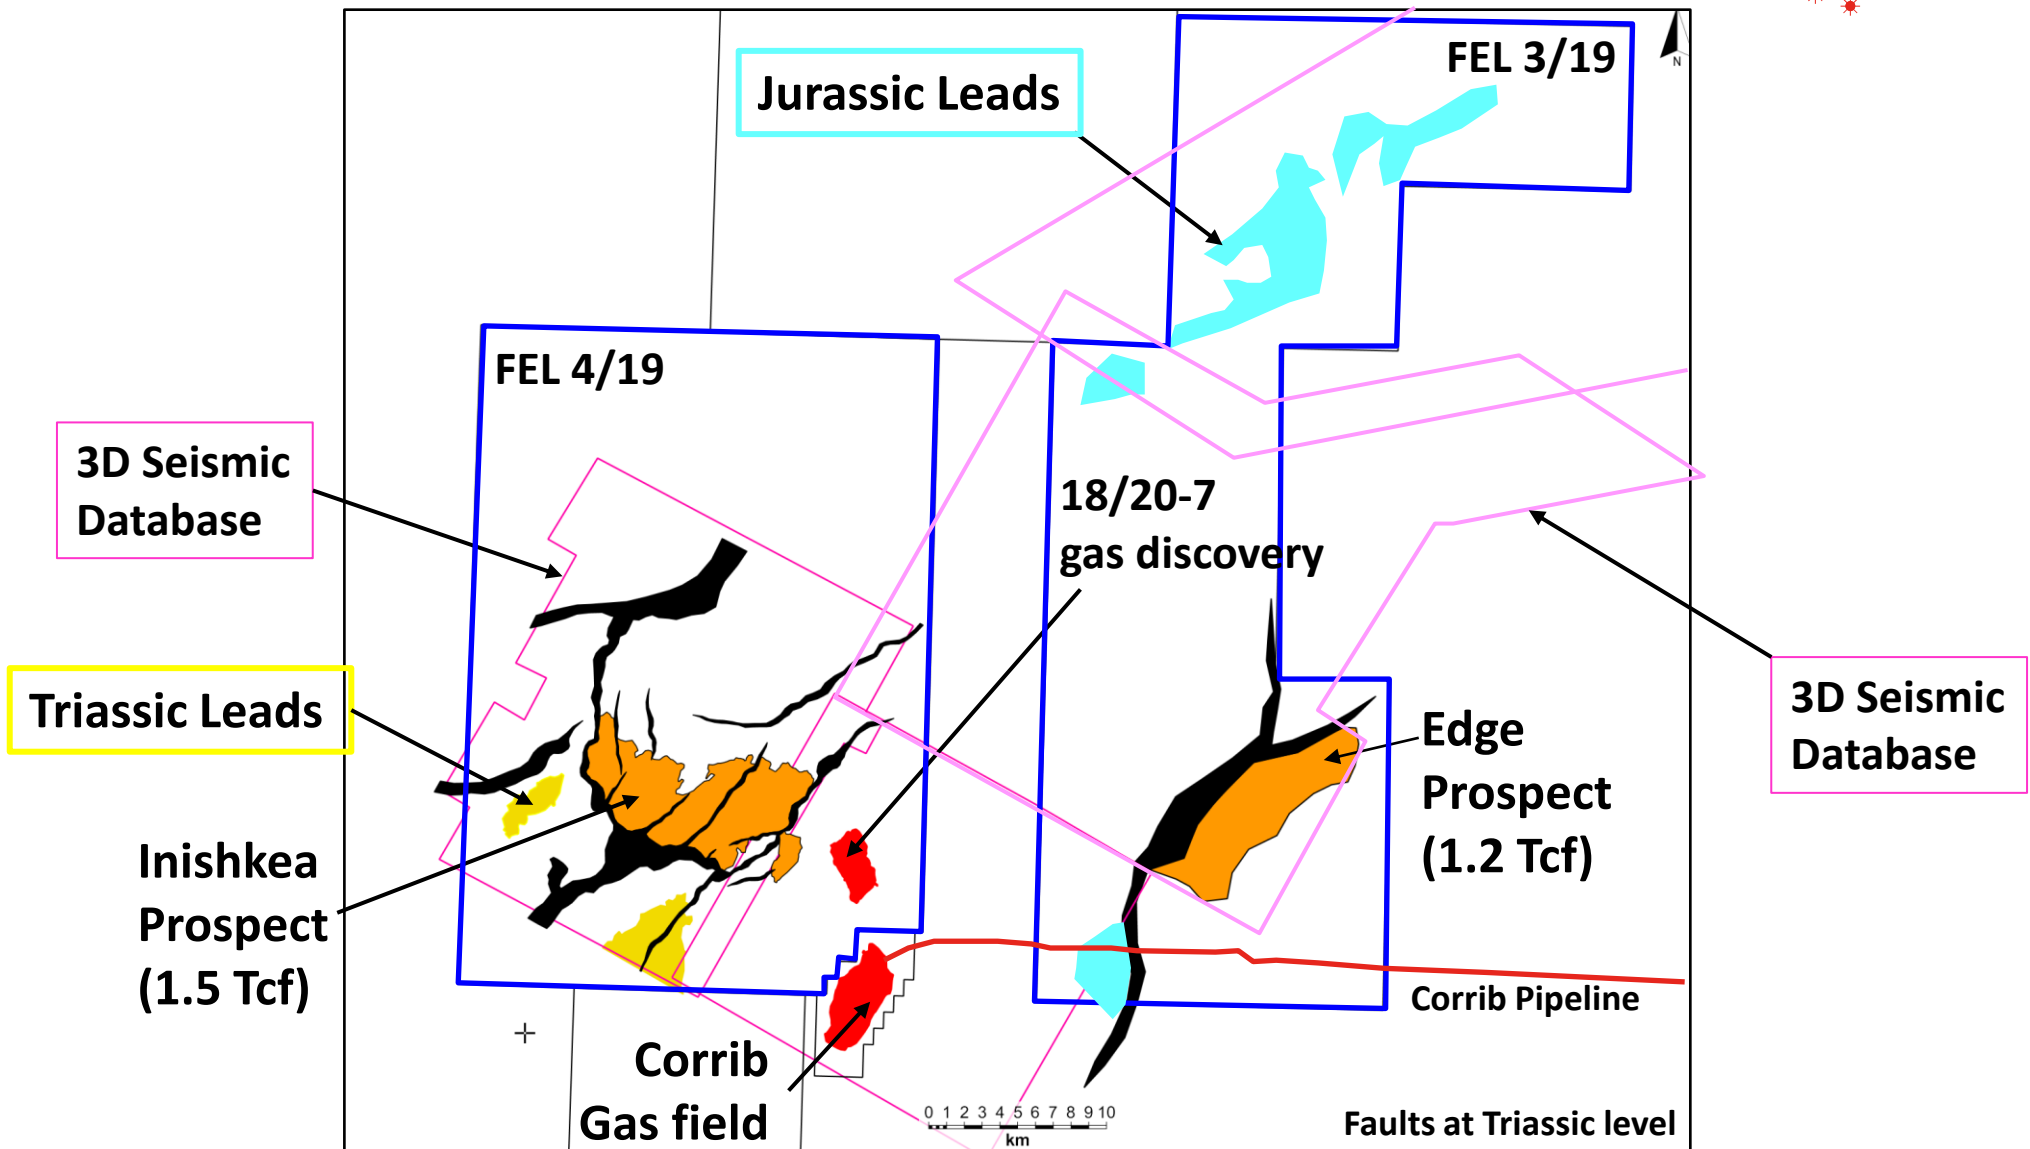 FEL 3/19
N
Jurassic Leads
FEL 4/19
3D Seismic
Database
18/20-7
gas discovery
Triassic Leads
3D Seismic
Database
Edge
Prospect
(1.2 Tcf)
Inishkea
Prospect
(1.5 Tcf)
Corrib Pipeline
Corrib
Gas field
0 1 2 3 4 5 6 7 8 9 10
km
Faults at Triassic level